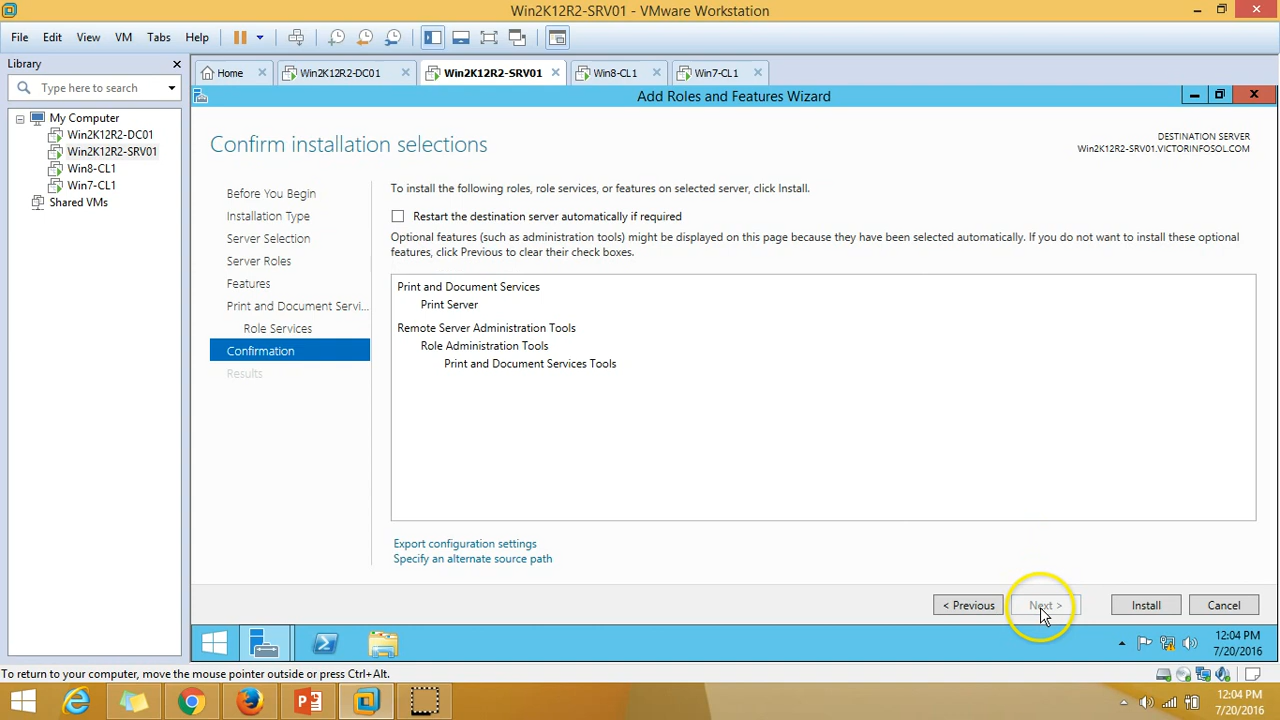 Win2K12R2-SRV01 - VMware Workstation
File Edit View VM Tabs Help
Library
Type here to search
Home Win2K12R2-DC01 Win2K12R2-SRV01 Win8-CL1 Win7-CL1
My Computer
Win2K12R2-DC01
Win2K12R2-SRV01
Win8-CL1
Win7-CL1
Shared VMs
Add Roles and Features Wizard
Confirm installation selections
DESTINATION SERVER
Win2K12R2-SRV01.VICTORINFOSOL.COM
Before You Begin
Installation Type
Server Selection
Server Roles
Features
Print and Document Servi...
Role Services
Confirmation
Results
To install the following roles, role services, or features on selected server, click Install.
Restart the destination server automatically if required
Optional features (such as administration tools) might be displayed on this page because they have been selected automatically. If you do not want to install these optional
features, click Previous to clear their check boxes.
Print and Document Services
Print Server
Remote Server Administration Tools
Role Administration Tools
Print and Document Services Tools
Export configuration settings
Specify an alternate source path
< Previous Next > Install Cancel
12:04 PM
7/20/2016
To return to your computer, move the mouse pointer outside or press Ctrl+Alt.
12:04 PM
7/20/2016